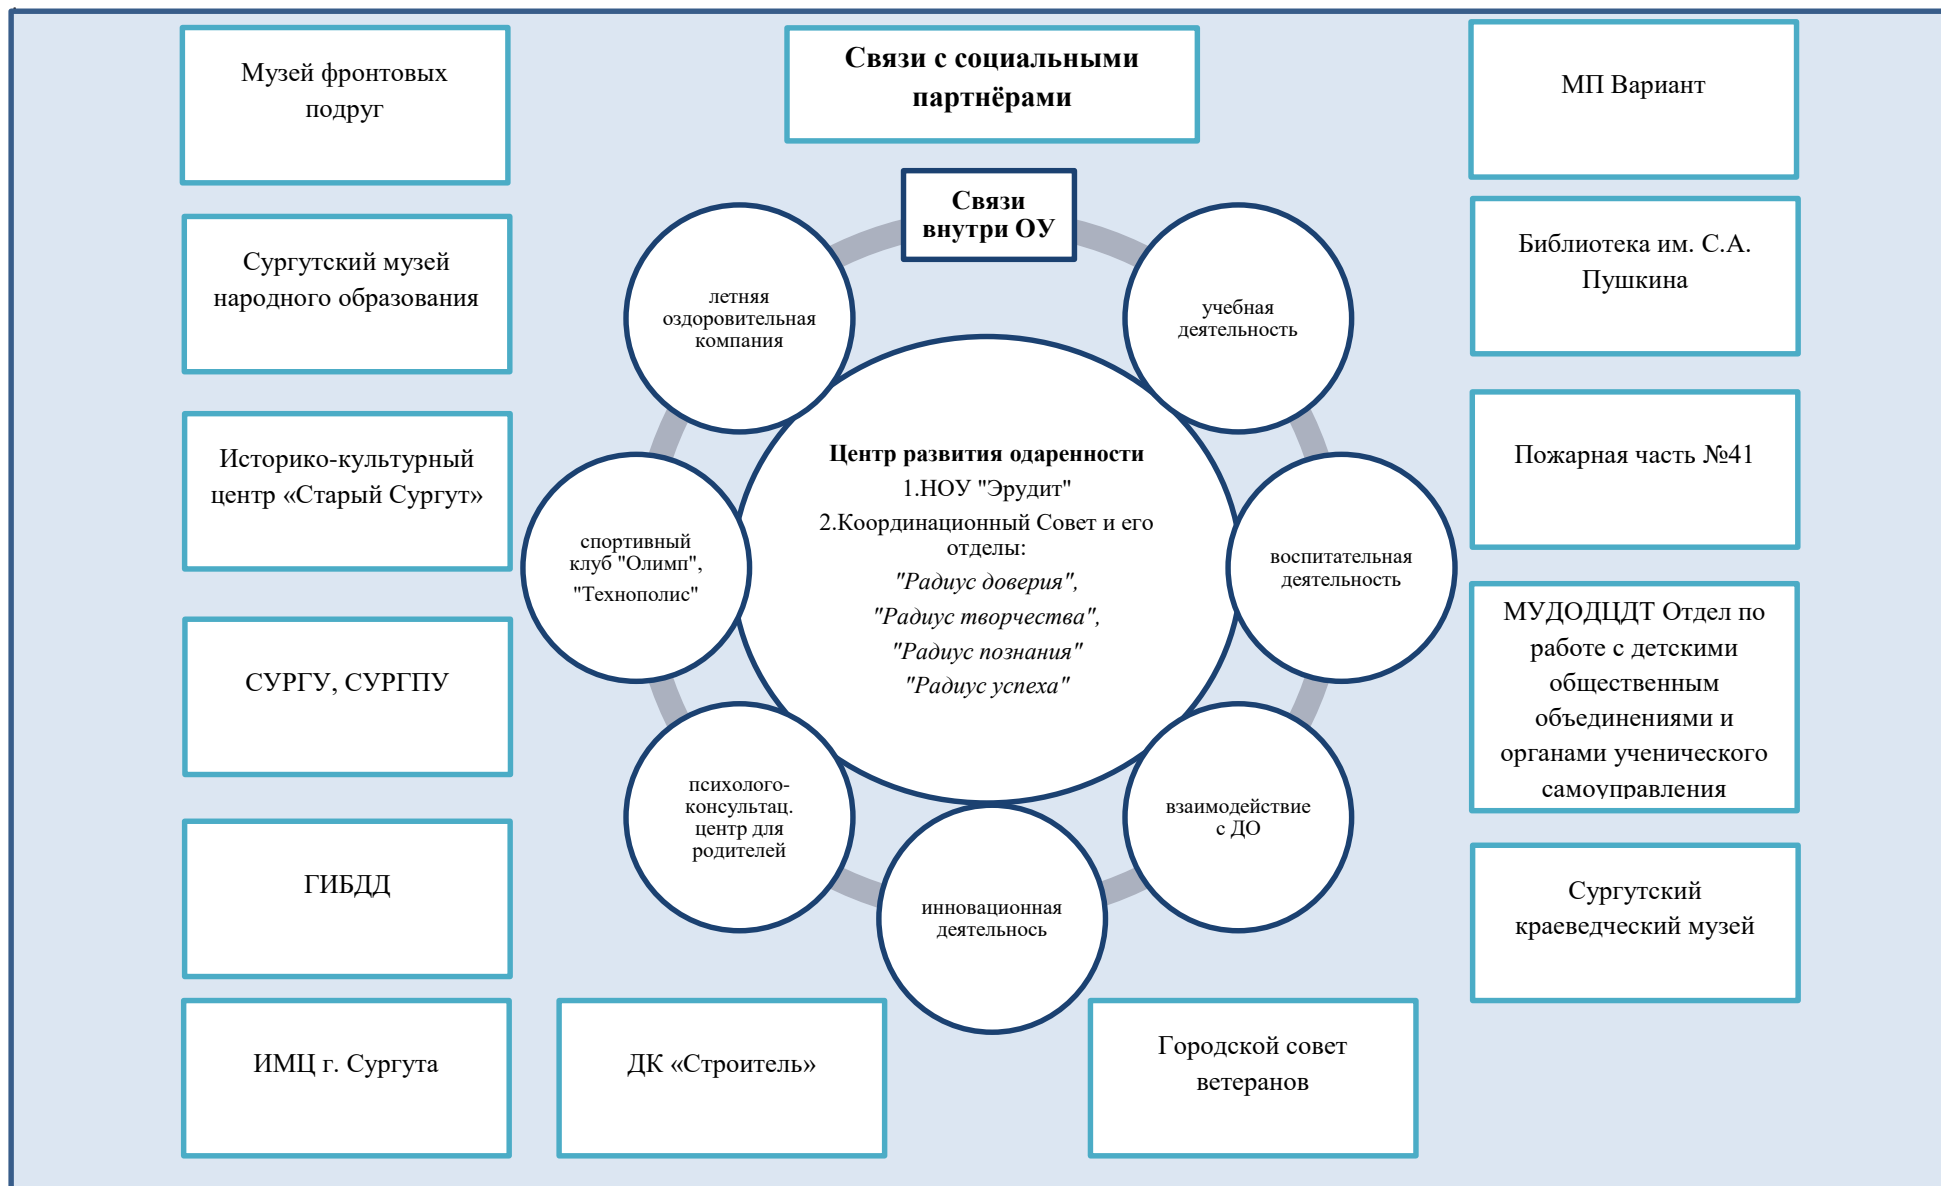 Связи с социальными
партнёрами
Музей фронтовых
подруг
Сургутский музей
народного образования
Историко-культурный
центр «Старый Сургут»
СУРГУ, СУРГПУ
ГИБДД
ИМЦ г. Сургута
ДК «Строитель»
Городской совет
ветеранов
МП Вариант
Библиотека им. С.А.
Пушкина
Пожарная часть №41
МУДОДЦДТ Отдел по
работе с детскими
общественным
объединениями и
органами ученического
самоуправления
Сургутский
краеведческий музей
Связи
внутри ОУ
учебная
деятельность
воспитательная
деятельность
взаимодействие
с ДО
инновационная
деятельнось
психолого-
консультац.
центр для
родителей
спортивный
клуб "Олимп",
"Технополис"
летняя
оздоровительная
компания
Центр развития одаренности
1.НОУ "Эрудит"
2.Координационный Совет и его
отделы:
"Радиус доверия",
"Радиус творчества",
"Радиус познания"
"Радиус успеха"